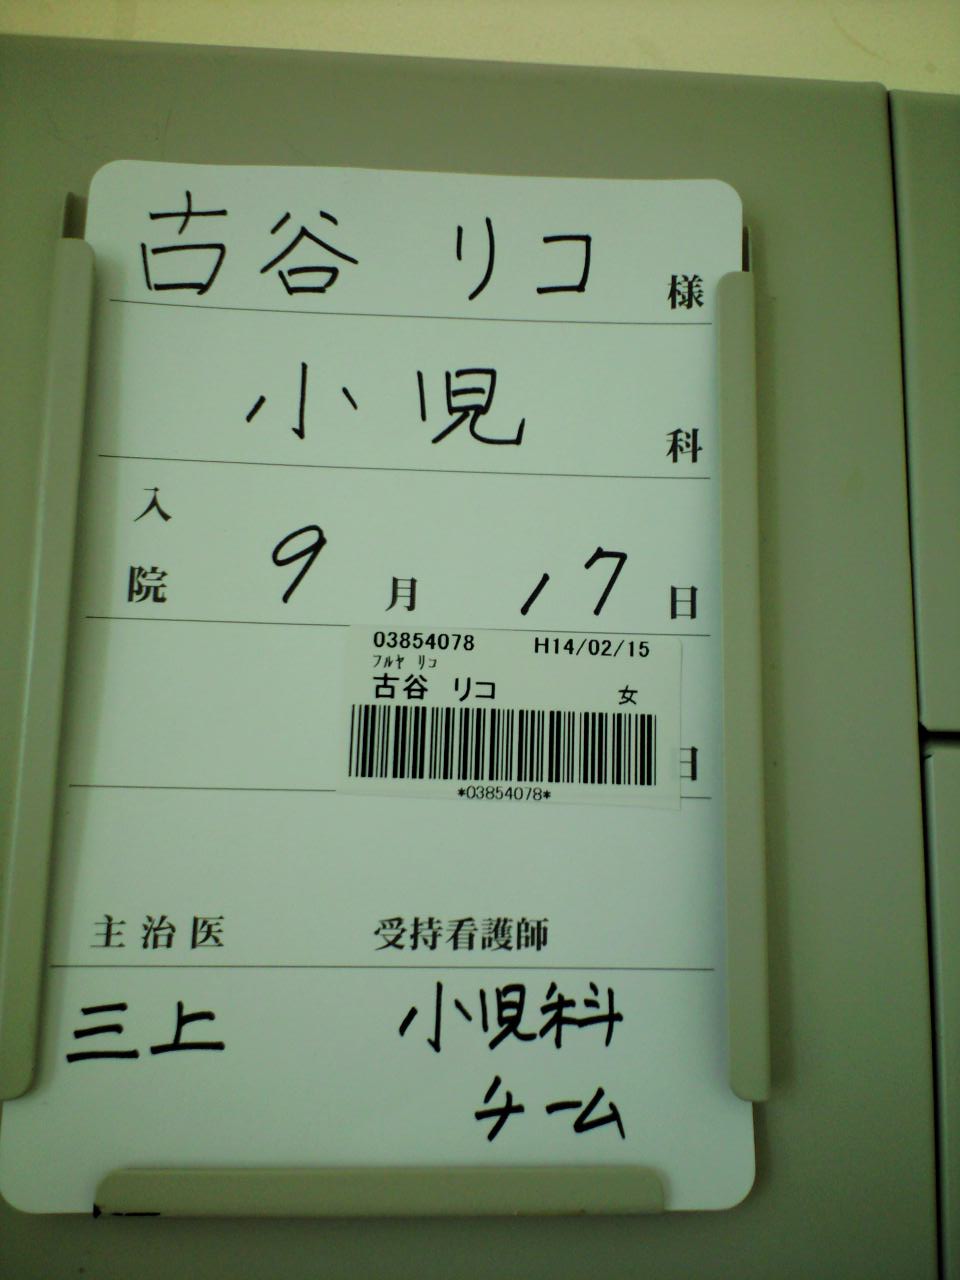 古谷 リコ 様
小児 科
入院 9月17日
03854078 H14/02/15
フルヤ リコ
古谷 リコ 女
日
*03854078*
主治医 受持看護師
三上 小児科
チーム